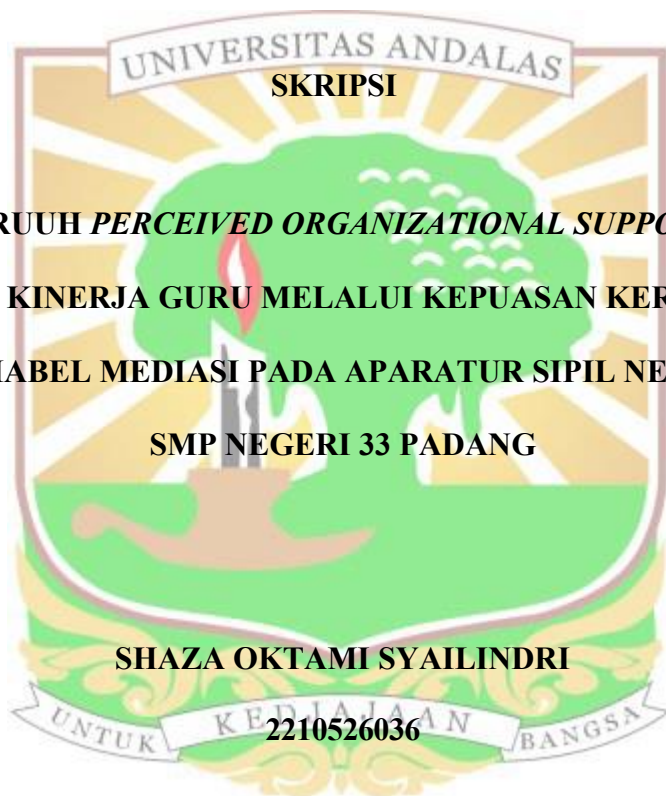 UNIVERSITAS ANDALAS
SKRIPSI
RUUH PERCEIVED ORGANIZATIONAL SUPPO
KINERJA GURU MELALUI KEPUASAN KER
IABEL MEDIASI PADA APARATUR SIPIL NE
SMP NEGERI 33 PADANG
SHAZA OKTAMI SYAILINDRI
2210526036
UNTUK KEDJAJAAN BANGSA